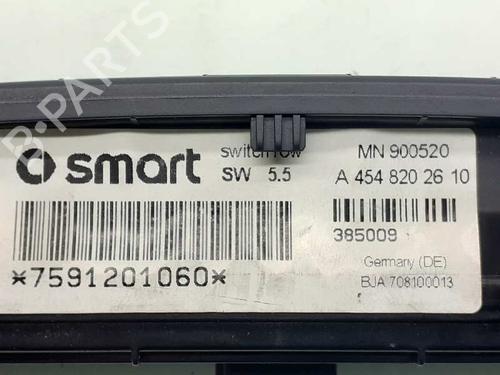 smart
switch row
SW 5.5
MN 900520
A 454 820 26 10
385009
*7591201060*
Germany (DE)
BJA 708100013
B-PARTS